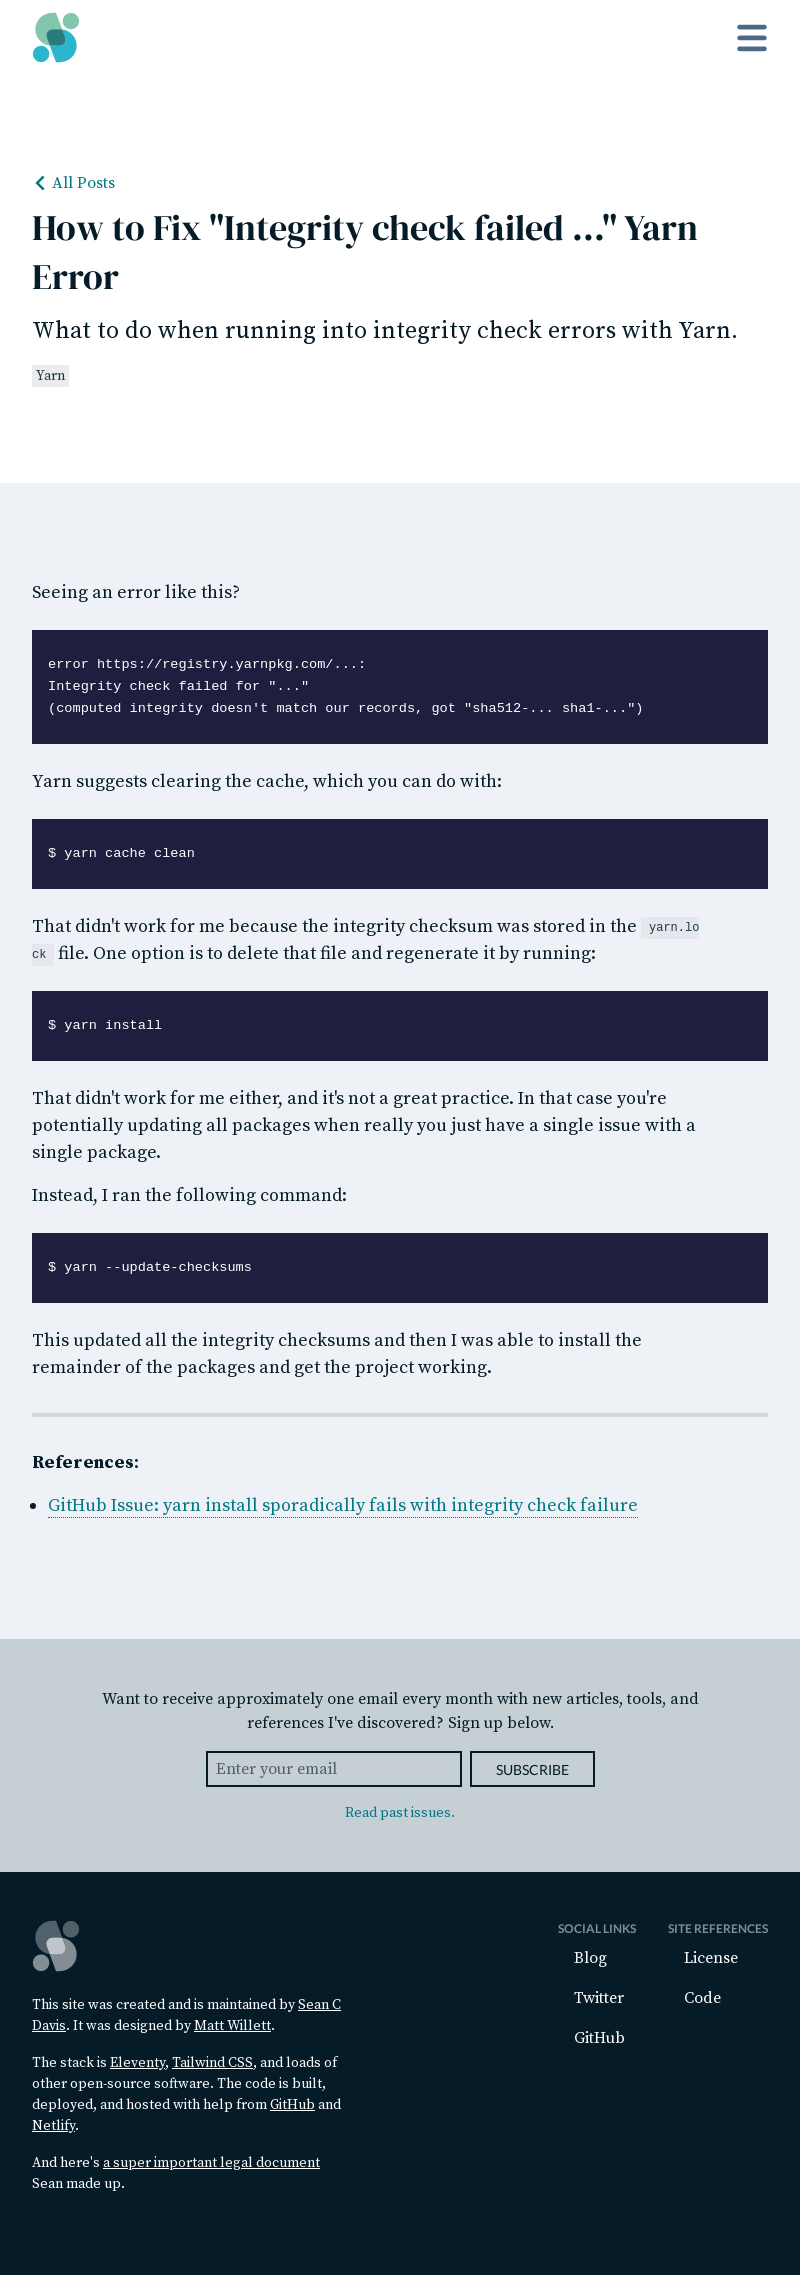 All Posts
How to Fix "Integrity check failed ..." Yarn
Error
What to do when running into integrity check errors with Yarn.
Yarn
Seeing an error like this?
error https://registry.yarnpkg.com/...:
Integrity check failed for "..."
(computed integrity doesn't match our records, got "sha512-... sha1-...")
Yarn suggests clearing the cache, which you can do with:
$ yarn cache clean
That didn't work for me because the integrity checksum was stored in the yarn.lo
ck file. One option is to delete that file and regenerate it by running:
$ yarn install
That didn't work for me either, and it's not a great practice. In that case you're
potentially updating all packages when really you just have a single issue with a
single package.
Instead, I ran the following command:
$ yarn --update-checksums
This updated all the integrity checksums and then I was able to install the
remainder of the packages and get the project working.
References:
GitHub Issue: yarn install sporadically fails with integrity check failure
Want to receive approximately one email every month with new articles, tools, and
references I've discovered? Sign up below.
Enter your email
SUBSCRIBE
Read past issues.
This site was created and is maintained by Sean C
Davis. It was designed by Matt Willett.
The stack is Eleventy, Tailwind CSS, and loads of
other open-source software. The code is built,
deployed, and hosted with help from GitHub and
Netlify.
And here's a super important legal document
Sean made up.
SOCIAL LINKS
Blog
Twitter
GitHub
SITE REFERENCES
License
Code